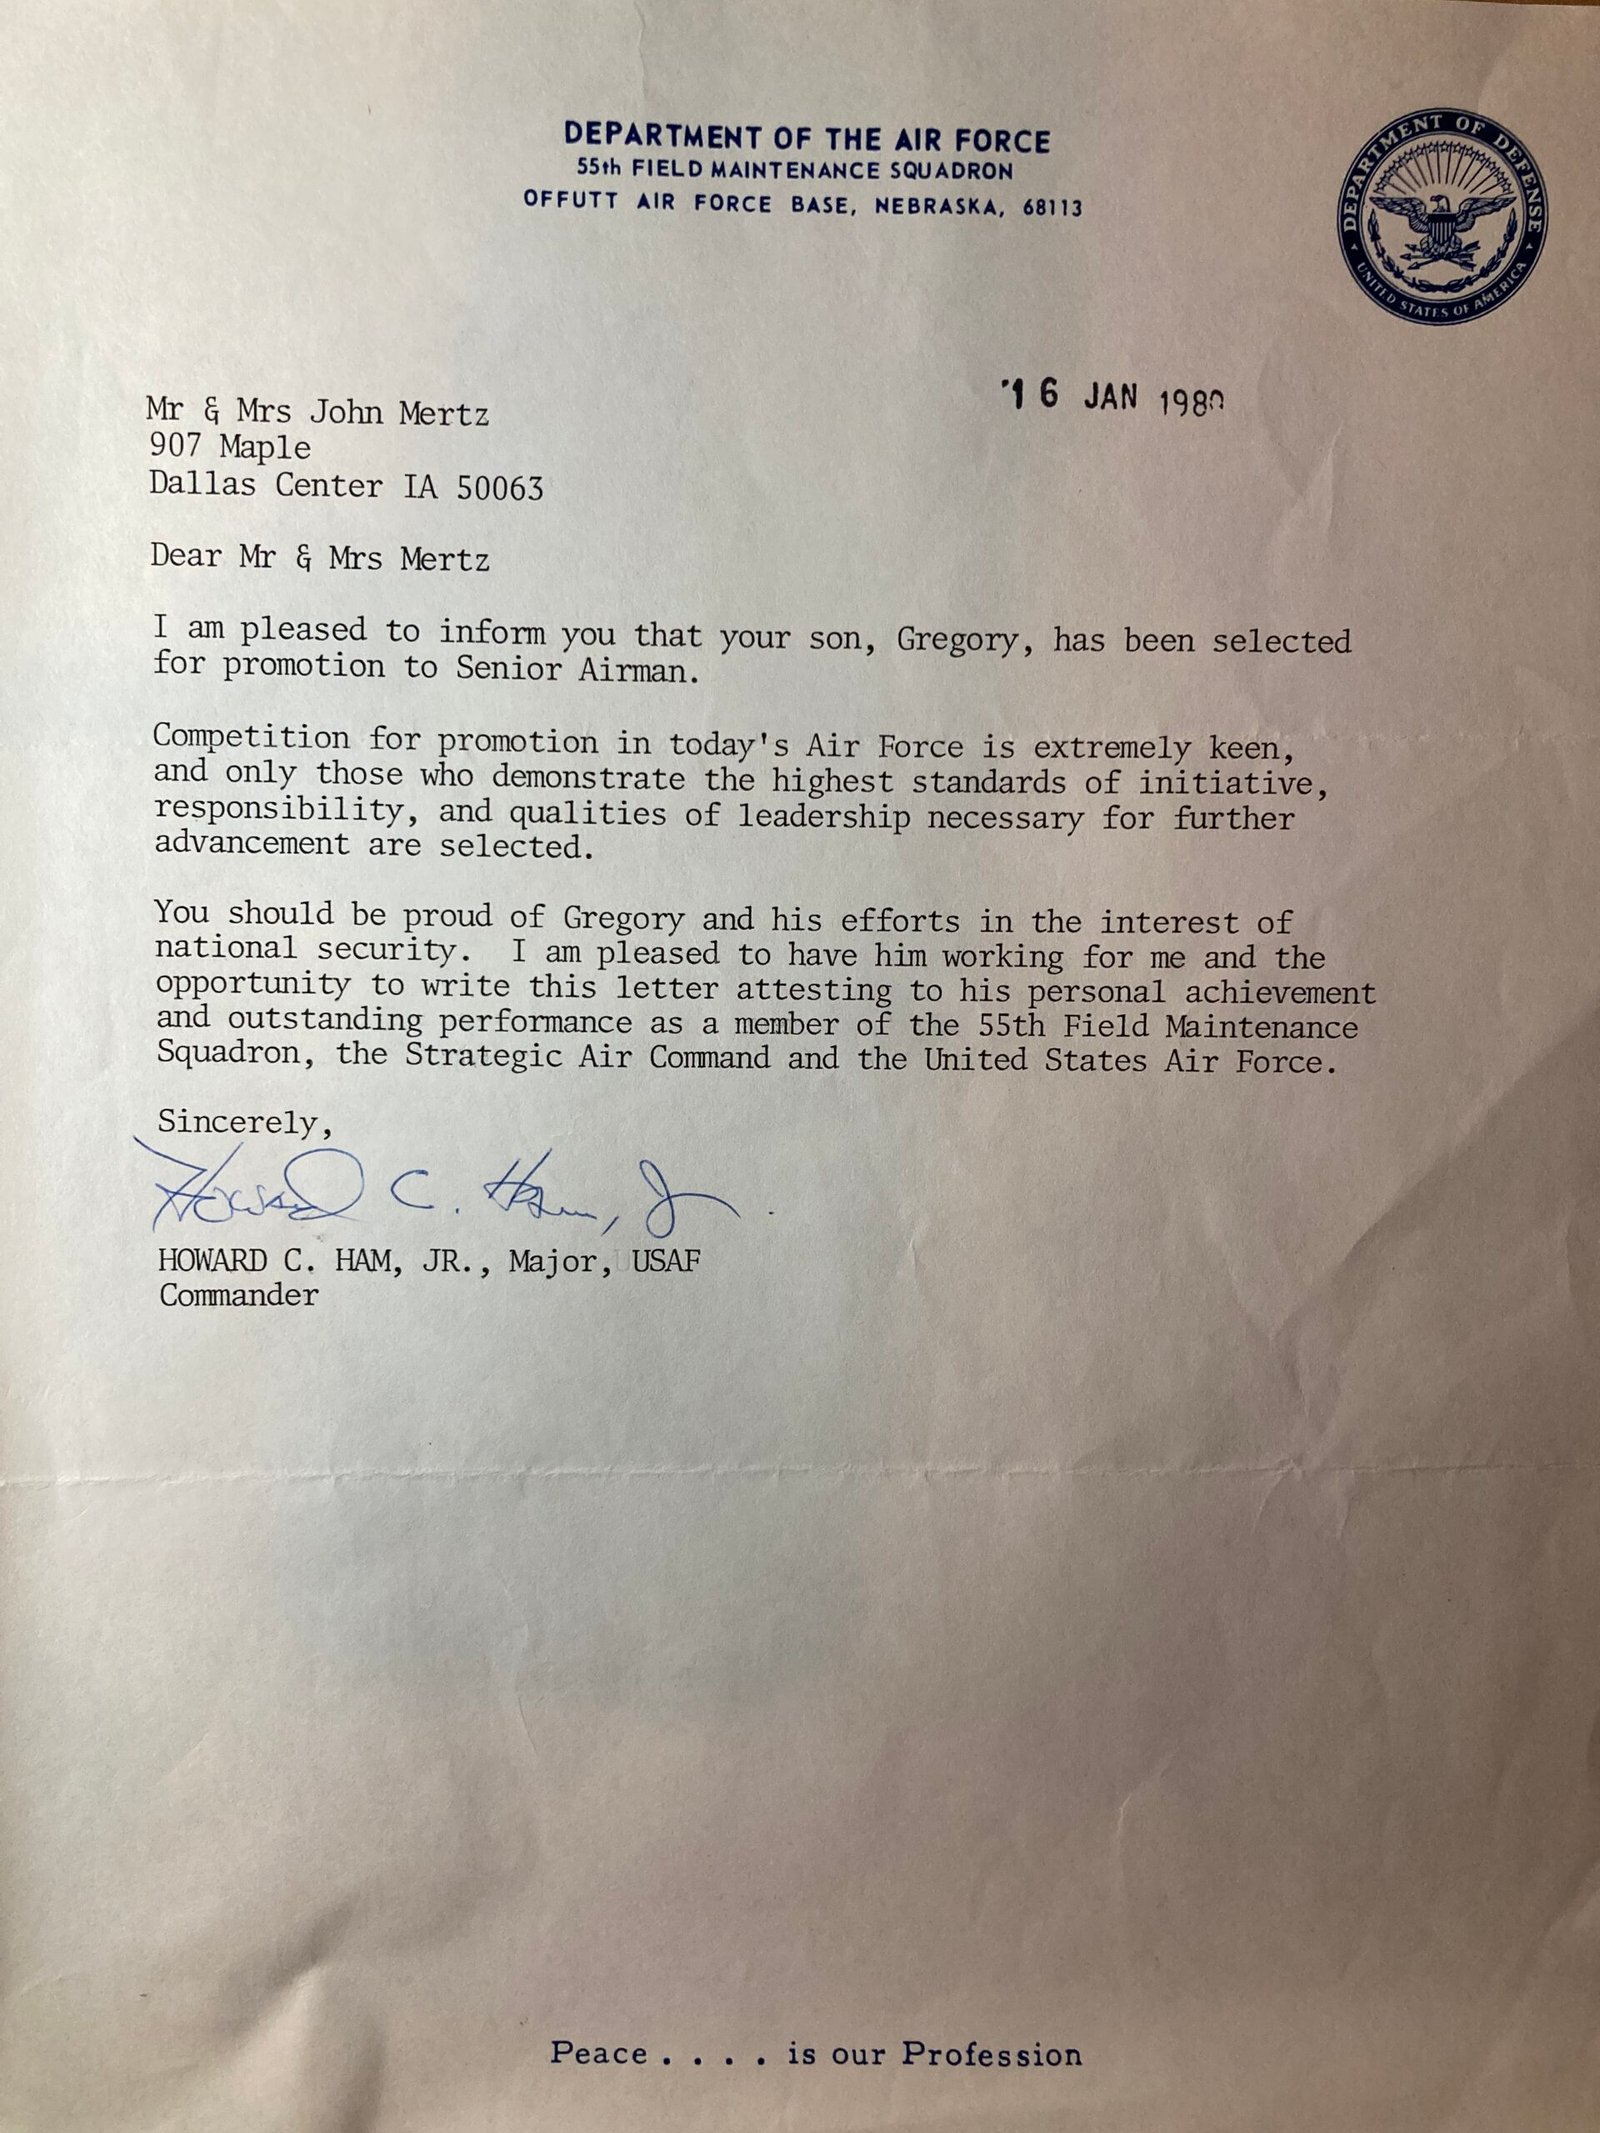 DEPARTMENT OF THE AIR FORCE
55th FIELD MAINTENANCE SQUADRON
OFFUTT AIR FORCE BASE, NEBRASKA, 68113
DEPARTMENT OF DEFENSE
UNITED STATES OF AMERICA
16 JAN 1980
Mr & Mrs John Mertz
907 Maple
Dallas Center IA 50063
Dear Mr & Mrs Mertz
I am pleased to inform you that your son, Gregory, has been selected
for promotion to Senior Airman.
Competition for promotion in today's Air Force is extremely keen,
and only those who demonstrate the highest standards of initiative,
responsibility, and qualities of leadership necessary for further
advancement are selected.
You should be proud of Gregory and his efforts in the interest of
national security.  I am pleased to have him working for me and the
opportunity to write this letter attesting to his personal achievement
and outstanding performance as a member of the 55th Field Maintenance
Squadron, the Strategic Air Command and the United States Air Force.
Sincerely,
Howard C. Ham, Jr.
HOWARD C. HAM, JR., Major, USAF
Commander
Peace . . . . is our Profession